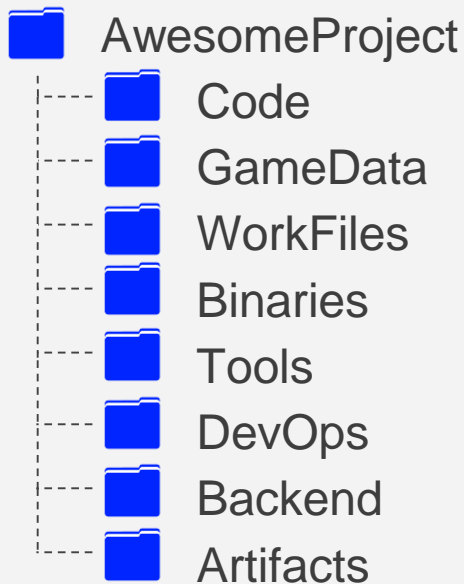 AwesomeProject
Code
GameData
WorkFiles
Binaries
Tools
DevOps
Backend
Artifacts